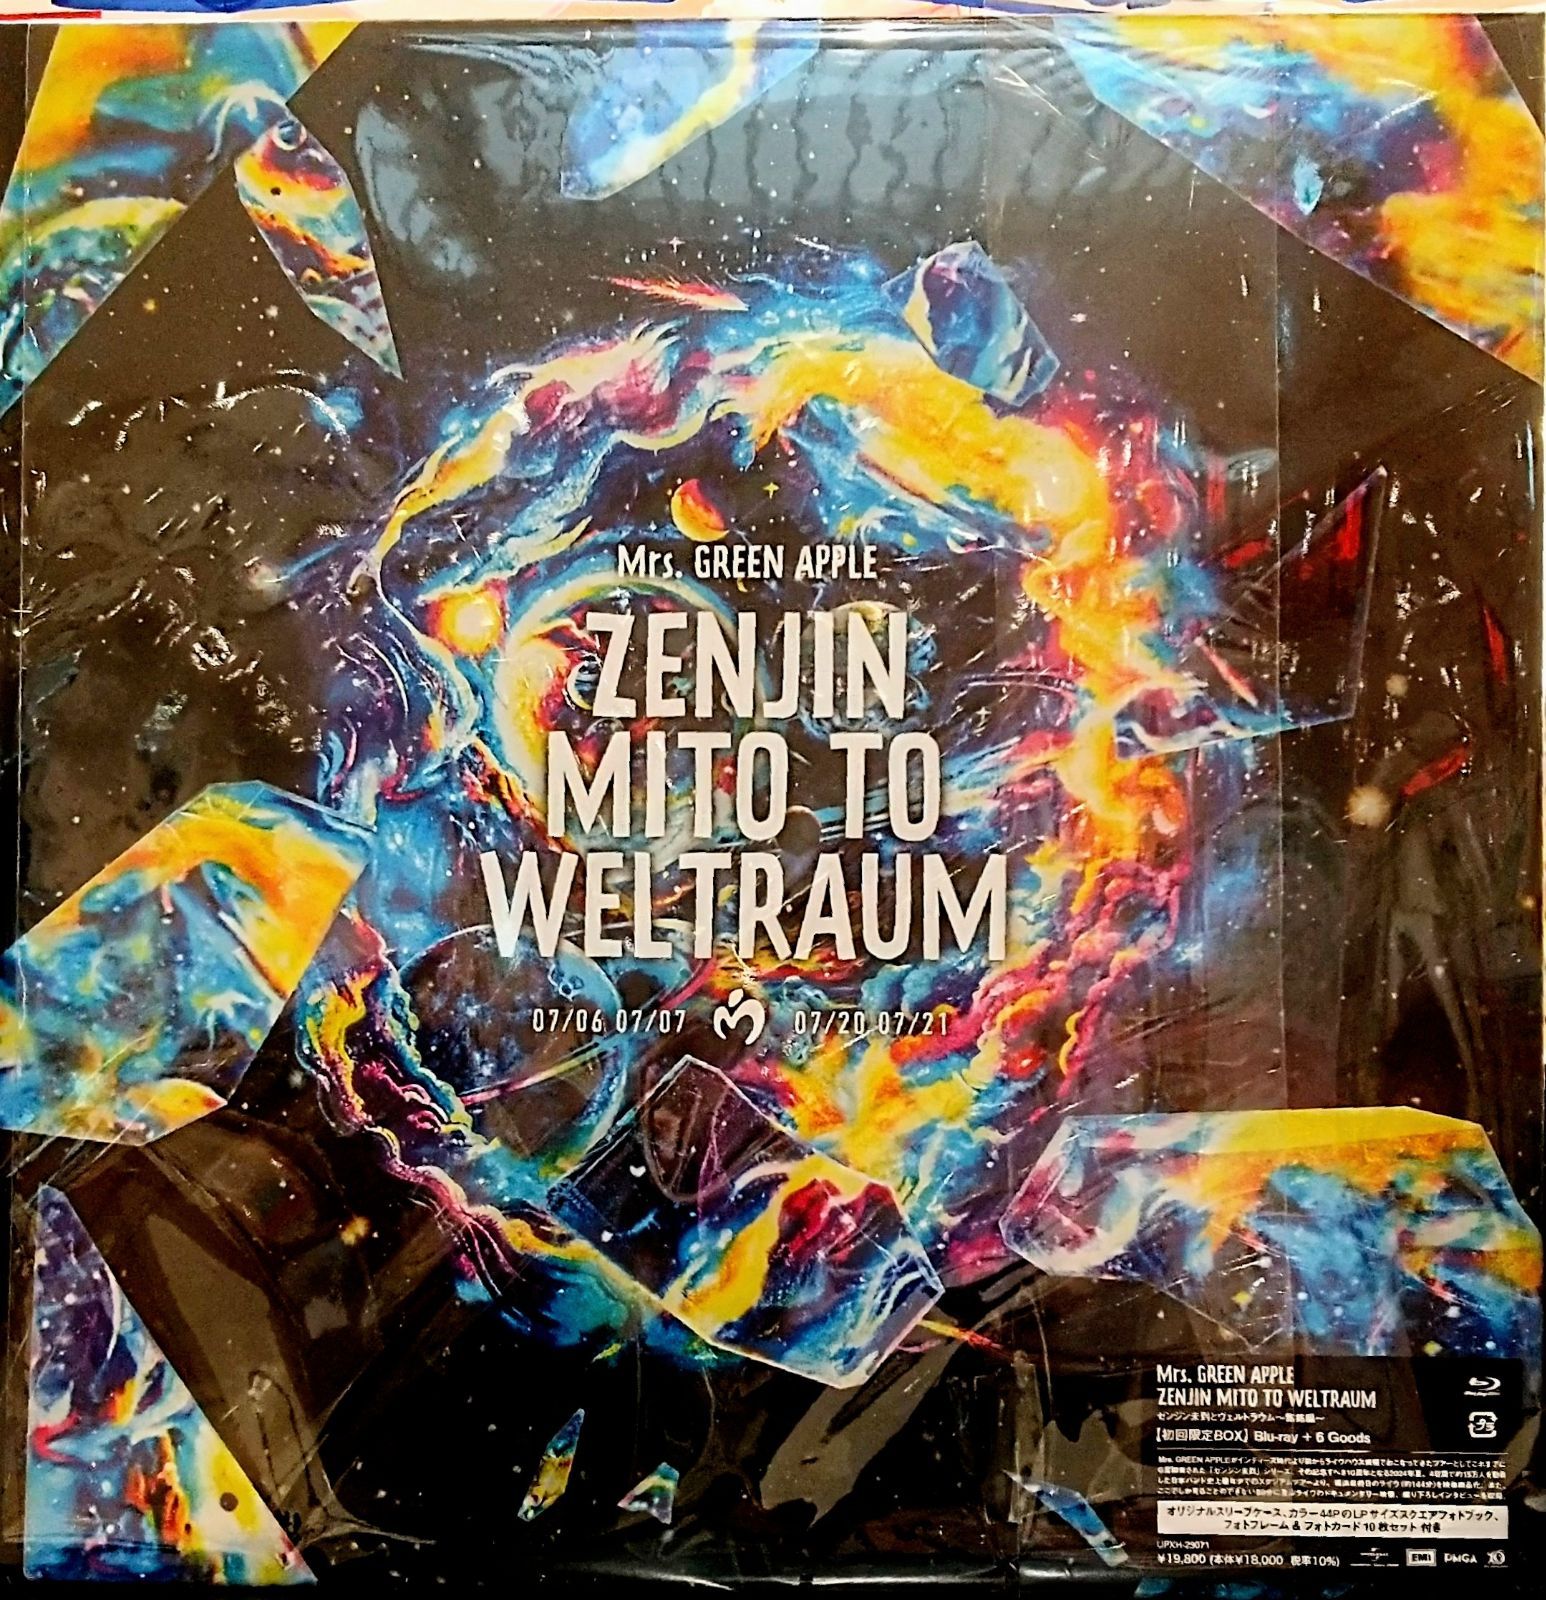 Mrs. GREEN APPLE
ZENJIN
MITO TO
WELTRAUM
07/06 07/07 07/20 07/21
Mrs. GREEN APPLE
ZENJIN MITO TO WELTRAUM
ゼンジン未到とヴェルトラウム〜銘銘編〜
【初回限定BOX】 Blu-ray + 6 Goods
オリジナルスリーブケース、カラー44PのLPサイズスクエアフォトブック、
フォトフレーム & フォトカード10枚セット 付き
UPXH-29071
¥19,800 (本体¥18,000 税率10%)
EMI PMGA